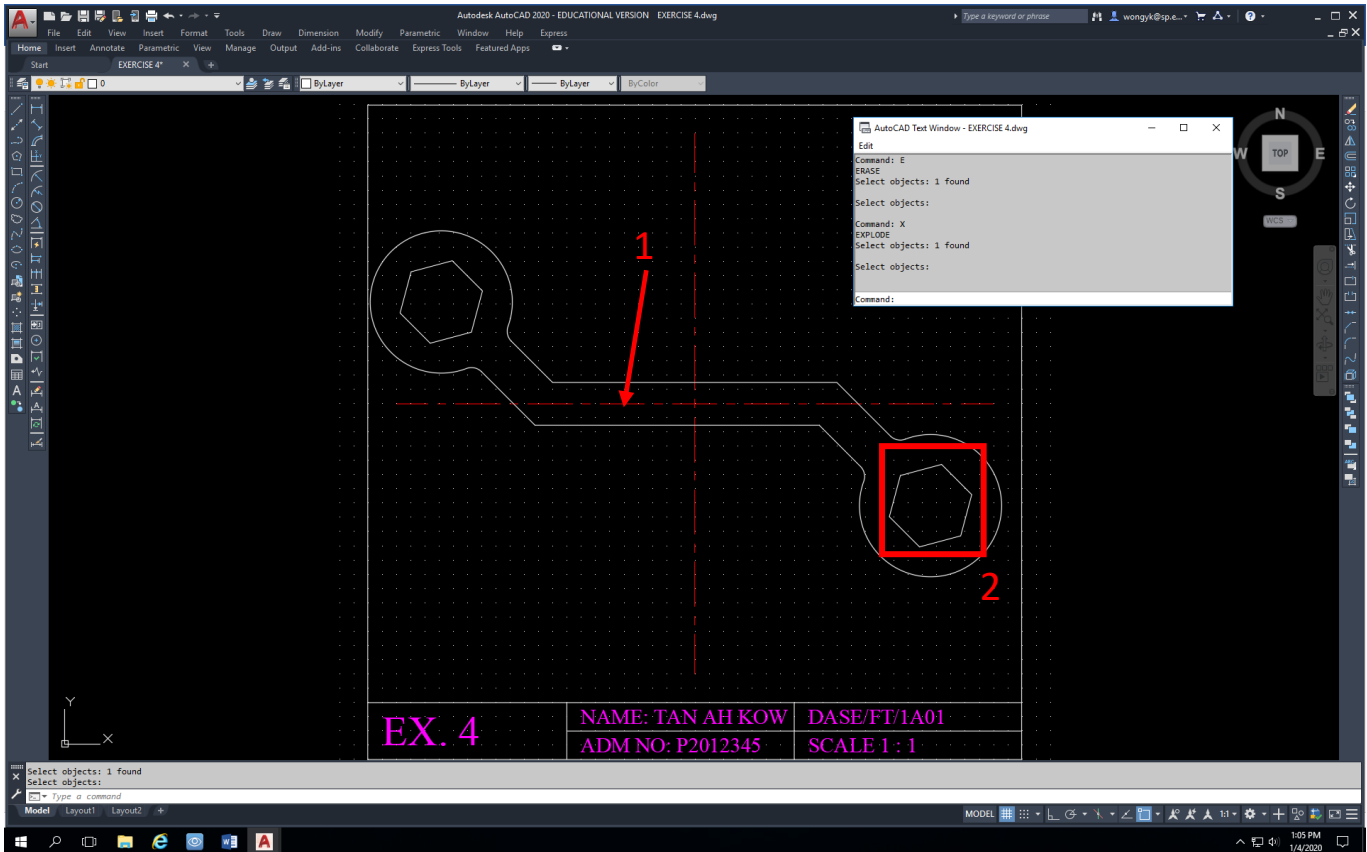 Autodesk AutoCAD 2020 - EDUCATIONAL VERSION EXERCISE 4.dwg
Type a keyword or phrase
wongyk@sp.e...
File Edit View Insert Format Tools Draw Dimension Modify Parametric Window Help Express
Home Insert Annotate Parametric View Manage Output Add-ins Collaborate Express Tools Featured Apps
Start EXERCISE 4* × +
0 ByLayer ByLayer ByLayer ByColor
AutoCAD Text Window - EXERCISE 4.dwg
Edit
Command: E
ERASE
Select objects: 1 found
Select objects:
Command: X
EXPLODE
Select objects: 1 found
Select objects:
Command:
N
W TOP E
S
WCS
1
2
Y
X
EX. 4
NAME: TAN AH KOW DASE/FT/1A01
ADM NO: P2012345 SCALE 1 : 1
Select objects: 1 found
Select objects:
Type a command
Model Layout1 Layout2 +
MODEL 1:1
1:05 PM
1/4/2020